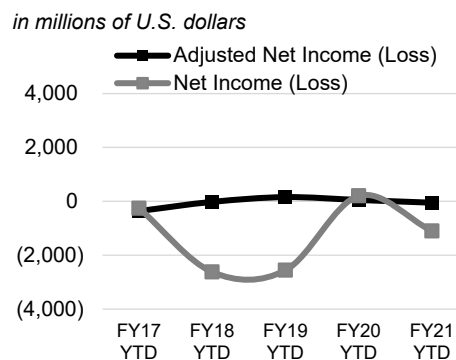 in millions of U.S. dollars
Adjusted Net Income (Loss)
Net Income (Loss)
4,000
2,000
0
(2,000)
(4,000)
FY17 FY18 FY19 FY20 FY21
YTD YTD YTD YTD YTD